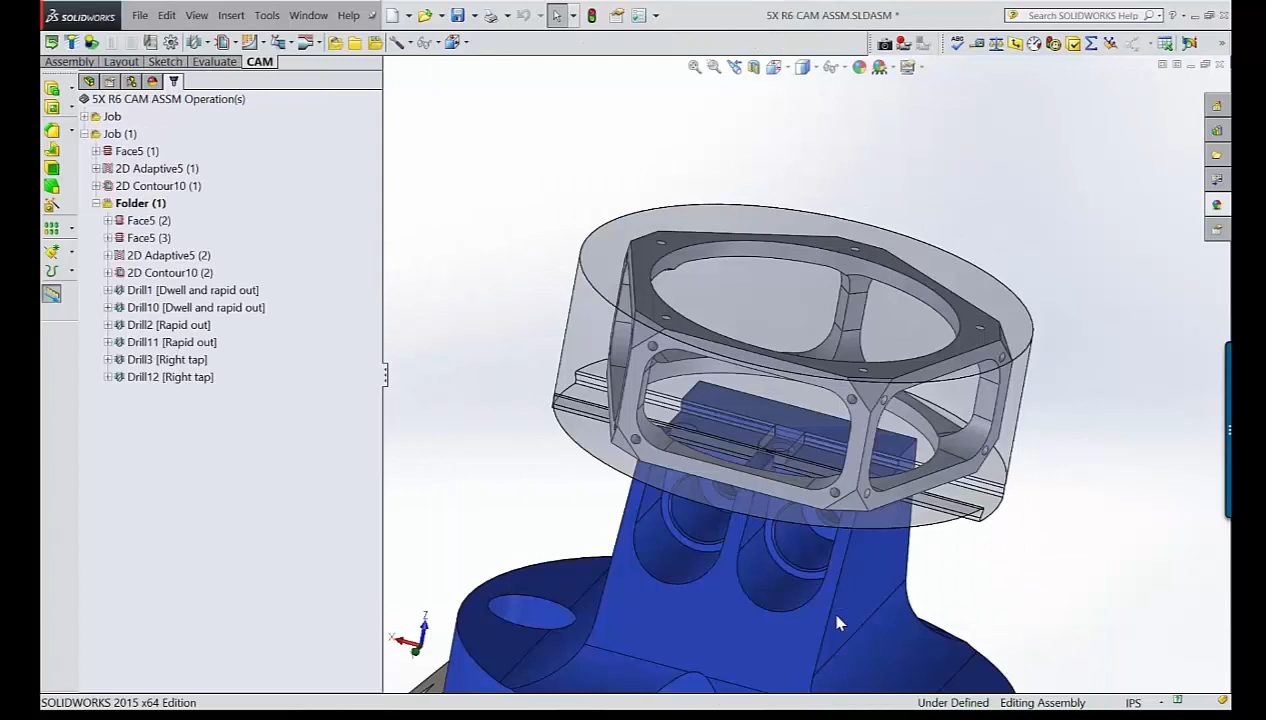 SOLIDWORKS File Edit View Insert Tools Window Help 5X R6 CAM ASSM.SLDASM * Search SOLIDWORKS Help
Assembly Layout Sketch Evaluate CAM
5X R6 CAM ASSM Operation(s)
Job
Job (1)
Face5 (1)
2D Adaptive5 (1)
2D Contour10 (1)
Folder (1)
Face5 (2)
Face5 (3)
2D Adaptive5 (2)
2D Contour10 (2)
Drill1 [Dwell and rapid out]
Drill10 [Dwell and rapid out]
Drill2 [Rapid out]
Drill11 [Rapid out]
Drill3 [Right tap]
Drill12 [Right tap]
Z
X
SOLIDWORKS 2015 x64 Edition Under Defined Editing Assembly IPS